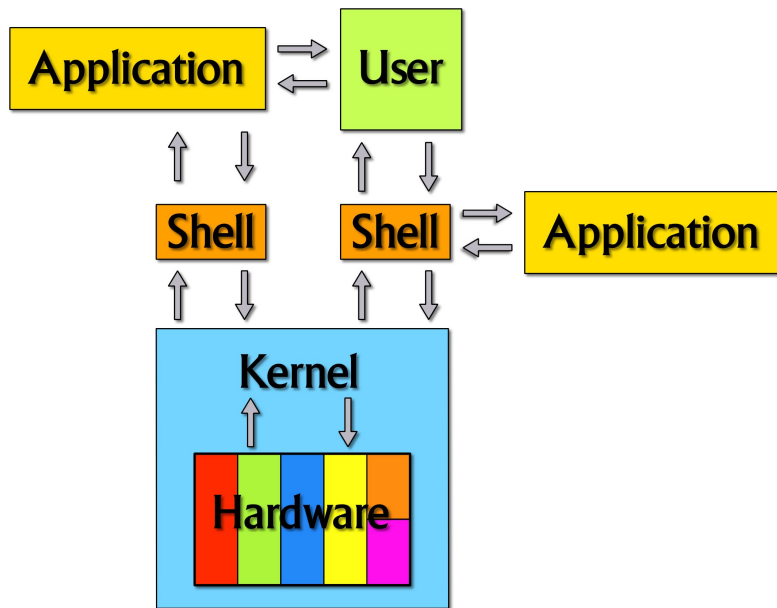 Application
User
Shell
Shell
Application
Kernel
Hardware